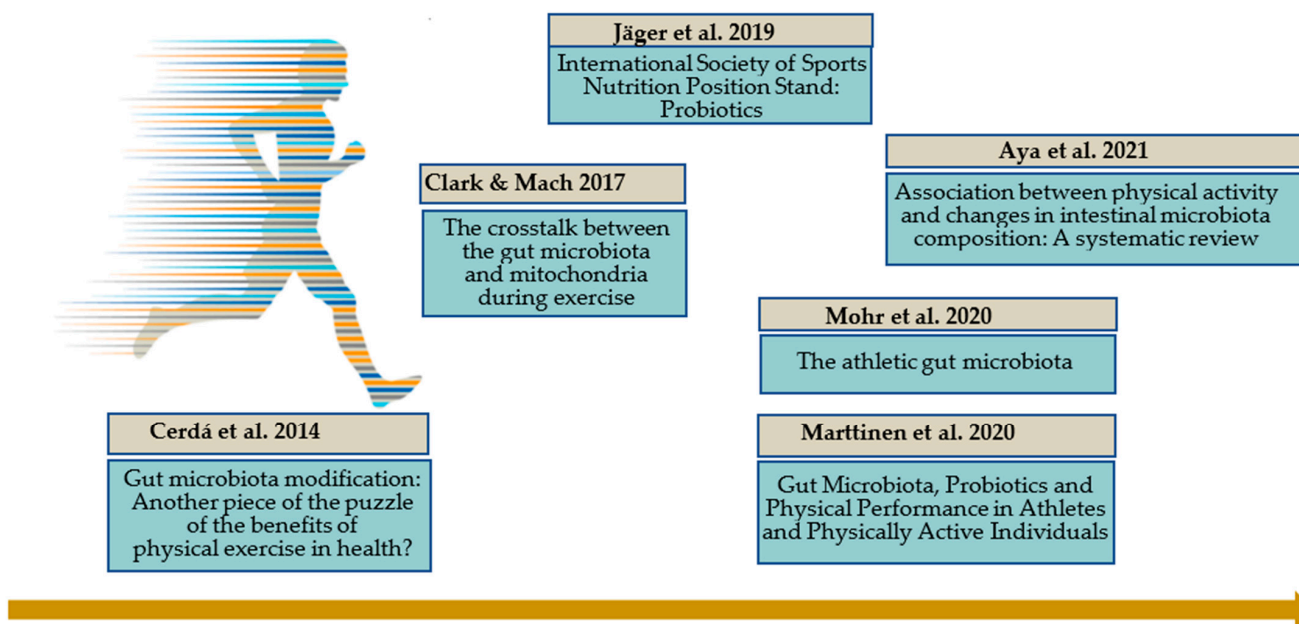 Jäger et al. 2019
International Society of Sports
Nutrition Position Stand:
Probiotics
Aya et al. 2021
Association between physical activity
and changes in intestinal microbiota
composition: A systematic review
Clark & Mach 2017
The crosstalk between
the gut microbiota
and mitochondria
during exercise
Mohr et al. 2020
The athletic gut microbiota
Cerdá et al. 2014
Gut microbiota modification:
Another piece of the puzzle
of the benefits of
physical exercise in health?
Marttinen et al. 2020
Gut Microbiota, Probiotics and
Physical Performance in Athletes
and Physically Active Individuals